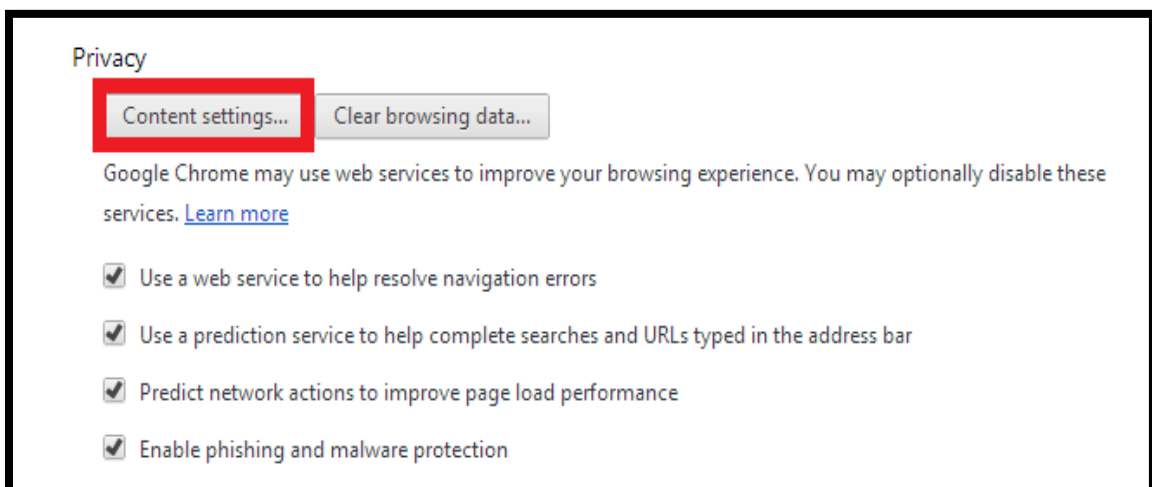 Privacy
Content settings... Clear browsing data...
Google Chrome may use web services to improve your browsing experience. You may optionally disable these
services. Learn more
Use a web service to help resolve navigation errors
Use a prediction service to help complete searches and URLs typed in the address bar
Predict network actions to improve page load performance
Enable phishing and malware protection